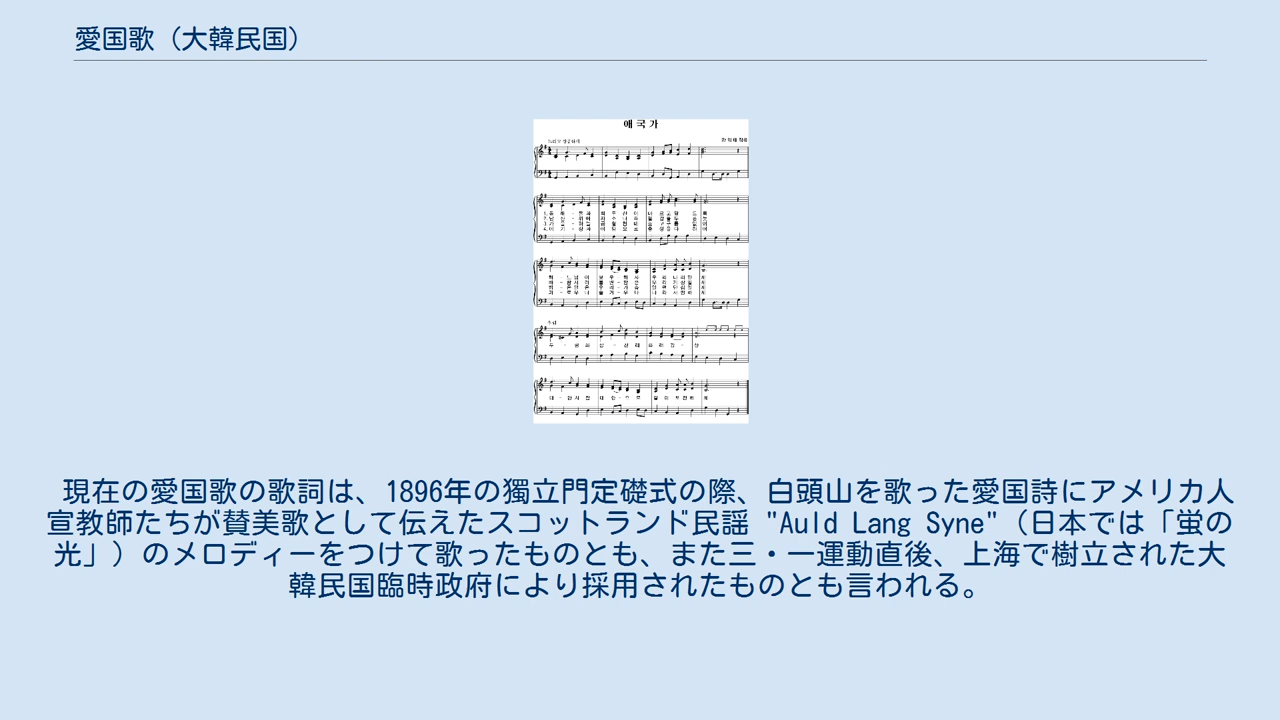 愛国歌（大韓民国）
애국가
現在の愛国歌の歌詞は、1896年の獨立門定礎式の際、白頭山を歌った愛国詩にアメリカ人
宣教師たちが賛美歌として伝えたスコットランド民謡 "Auld Lang Syne"（日本では「蛍の
光」）のメロディーをつけて歌ったものとも、また三・一運動直後、上海で樹立された大
韓民国臨時政府により採用されたものとも言われる。